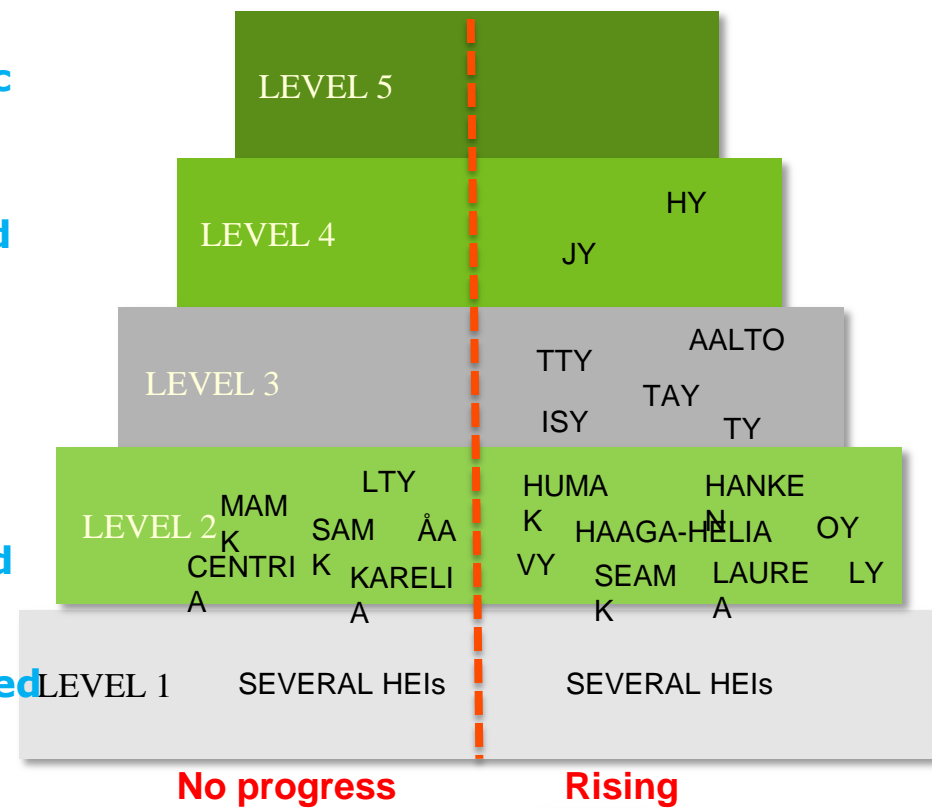 c
LEVEL 5
d
LEVEL 4
HY
JY
LEVEL 3
TTY
AALTO
TAY
ISY
TY
LEVEL 2
MAM
K
LTY
SAM
K
ÅA
CENTRI
A
KARELI
A
HUMA
K
HANKE
N
HAAGA-HELIA
OY
VY
SEAM
K
LAURE
A
LY
d
ed
LEVEL 1
SEVERAL HEIs
SEVERAL HEIs
No progress
Rising